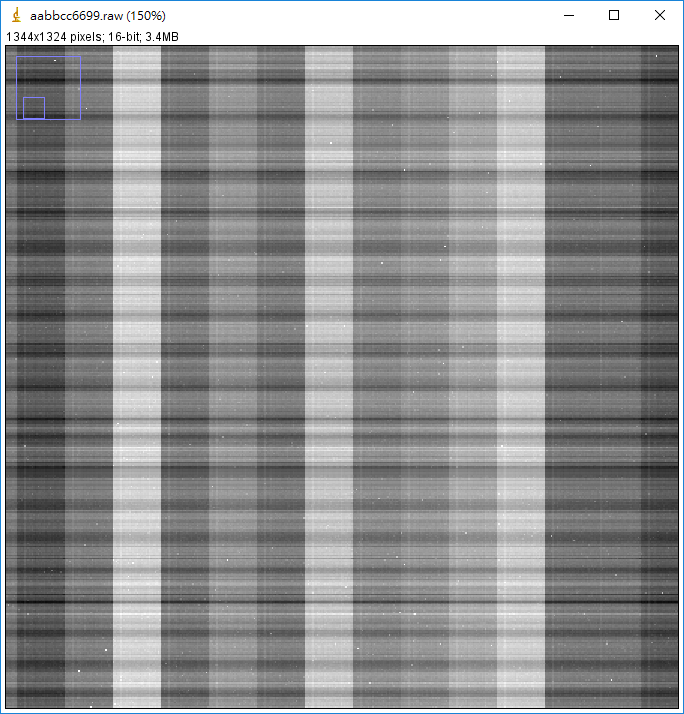 aabbcc6699.raw (150%)
1344x1324 pixels; 16-bit; 3.4MB